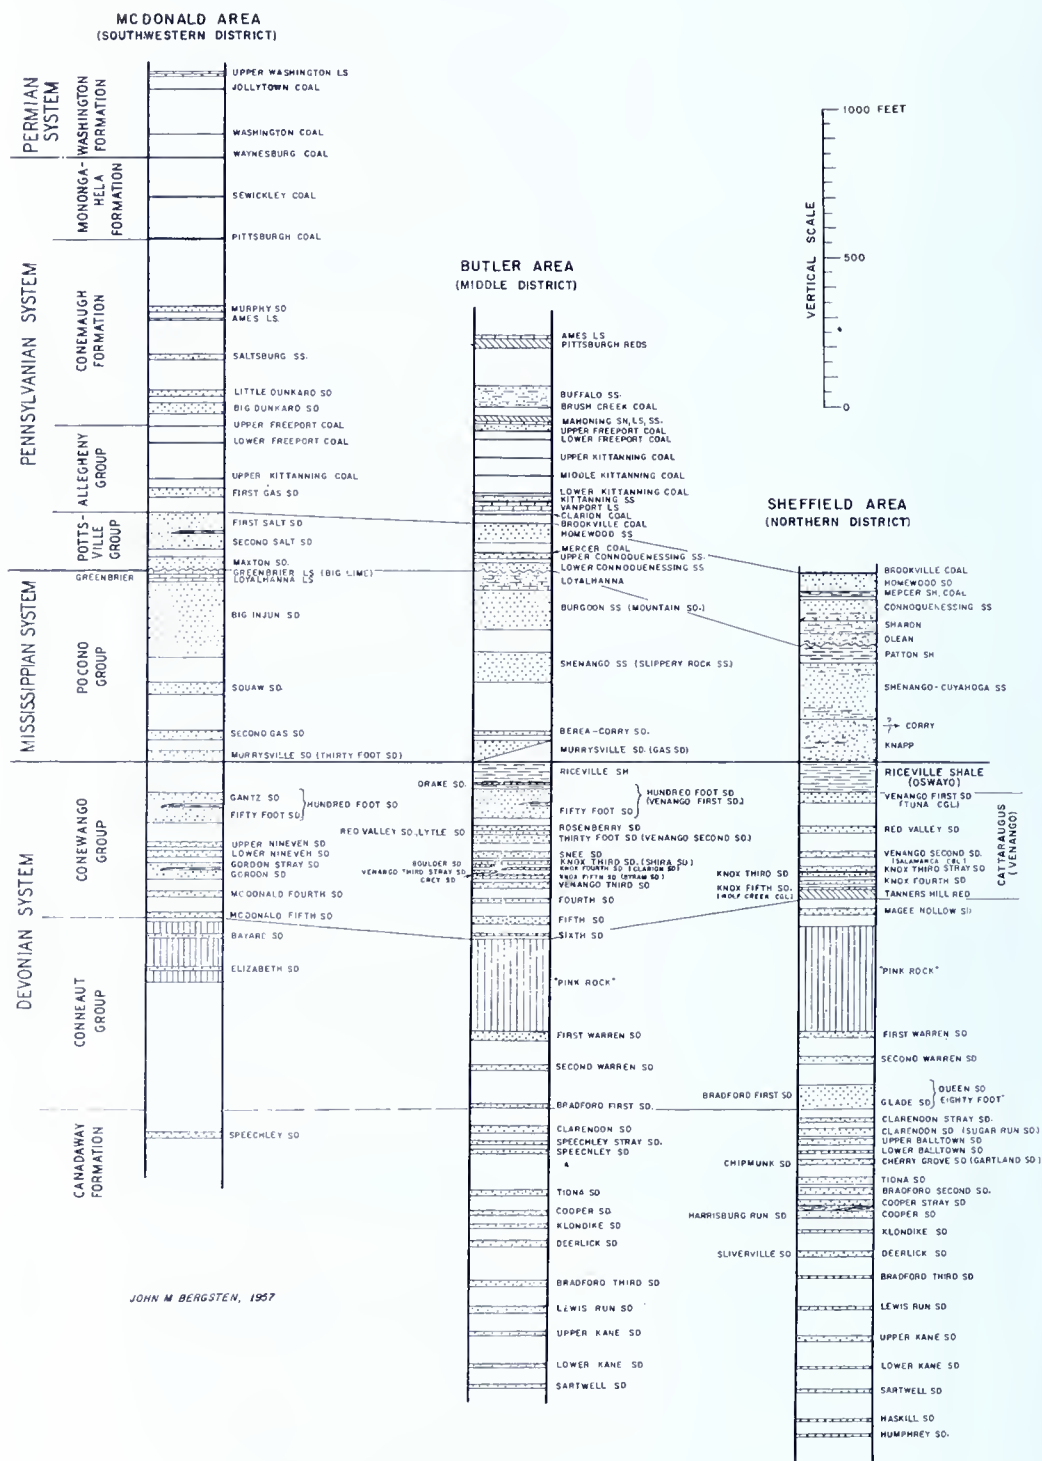 MCDONALD AREA
(SOUTHWESTERN DISTRICT)
PERMIAN SYSTEM
WASHINGTON FORMATION
UPPER WASHINGTON LS
JOLLYTOWN COAL
WASHINGTON COAL
WAYNESBURG COAL
PENNSYLVANIAN SYSTEM
MONONGA-
HELA
FORMATION
SEWICKLEY COAL
PITTSBURGH COAL
CONEMAUGH
FORMATION
MURPHY SD
AMES LS.
SALTSBURG SS.
LITTLE DUNKARD SD
BIG DUNKARD SD
ALLEGHENY
GROUP
UPPER FREEPORT COAL
LOWER FREEPORT COAL
UPPER KITTANNING COAL
FIRST GAS SD
POTTS-
VILLE
GROUP
FIRST SALT SD
SECOND SALT SD
MAXTON SD.
MISSISSIPPIAN SYSTEM
GREENBRIER
GREENBRIER LS (BIG LIME)
LOYALHANNA LS
POCONO
GROUP
BIG INJUN SD
SQUAW SD.
SECOND GAS SD
MURRYSVILLE SD (THIRTY FOOT SD)
DEVONIAN SYSTEM
CONEWANGO
GROUP
GANTZ SD
FIFTY FOOT SD
HUNDRED FOOT SD
UPPER NINEVEH SD
LOWER NINEVEH SD
GORDON STRAY SD
GORDON SD
MCDONALD FOURTH SD
MCDONALD FIFTH SD
CONNEAUT
GROUP
BAYARD SD
ELIZABETH SD
CANADAWAY
FORMATION
SPEECHLEY SD
JOHN M BERGSTEN, 1957
BUTLER AREA
(MIDDLE DISTRICT)
AMES LS
PITTSBURGH REDS
BUFFALO SS.
BRUSH CREEK COAL
MAHONING SH, LS, SS.
UPPER FREEPORT COAL
LOWER FREEPORT COAL
UPPER KITTANNING COAL
MIDDLE KITTANNING COAL
LOWER KITTANNING COAL
KITTANNING SS
VANPORT LS
CLARION COAL
BROOKVILLE COAL
HOMEWOOD SS
MERCER COAL
UPPER CONNOQUENESSING SS.
LOWER CONNOQUENESSING SS
LOYALHANNA
BURGOON SS (MOUNTAIN SD.)
SHENANGO SS (SLIPPERY ROCK SS)
BEREA-CORRY SD.
MURRYSVILLE SD. (GAS SD)
RICEVILLE SH
DRAKE SD.
HUNDRED FOOT SD
(VENANGO FIRST SD.)
FIFTY FOOT SD
RED VALLEY SD., LYTLE SD
ROSENBERRY SD
THIRTY FOOT SD (VENANGO SECOND SD.)
SNEE SD
BOULDER SD
KNOX THIRD SD. (SHIRA SD)
KNOX FOURTH SD (CLARION SD)
VENANGO THIRD STRAY SD
KNOX FIFTH SD (BYRAM SD)
GREY SD
VENANGO THIRD SD
FOURTH SD
FIFTH SD
SIXTH SD
"PINK ROCK"
FIRST WARREN SD
SECOND WARREN SD
BRADFORD FIRST SD.
CLARENDON SD
SPEECHLEY STRAY SD.
SPEECHLEY SD
TIONA SD
COOPER SD.
KLONDIKE SD
DEERLICK SD
BRADFORD THIRD SD
LEWIS RUN SD
UPPER KANE SD
LOWER KANE SD
SARTWELL SD
VERTICAL SCALE
1000 FEET
500
0
SHEFFIELD AREA
(NORTHERN DISTRICT)
BROOKVILLE COAL
HOMEWOOD SD
MERCER SH, COAL
CONNOQUENESSING SS
SHARON
OLEAN
PATTON SH
SHENANGO-CUYAHOGA SS
? CORRY
KNAPP
RICEVILLE SHALE
(OSWAYO)
VENANGO FIRST SD
(TUNA CGL)
RED VALLEY SD
CATTARAUGUS
(VENANGO)
VENANGO SECOND SD.
(SALAMANCA CGL)
KNOX THIRD SD
KNOX THIRD STRAY SD
KNOX FOURTH SD
KNOX FIFTH SD.
(WOLF CREEK CGL)
TANNERS HILL RED
MAGEE HOLLOW SD
"PINK ROCK"
FIRST WARREN SD
SECOND WARREN SD
BRADFORD FIRST SD
QUEEN SD
GLADE SD
EIGHTY FOOT"
CLARENDON STRAY SD.
CLARENDON SD (SUGAR RUN SD)
UPPER BALLTOWN SD
LOWER BALLTOWN SD
CHIPMUNK SD
CHERRY GROVE SD (GARTLAND SD)
TIONA SD
BRADFORD SECOND SD.
COOPER STRAY SD
HARRISBURG RUN SD
COOPER SD
KLONDIKE SD
SLIVERVILLE SD
DEERLICK SD
BRADFORD THIRD SD
LEWIS RUN SD
UPPER KANE SD
LOWER KANE SD
SARTWELL SD
HASKILL SD
HUMPHREY SD.